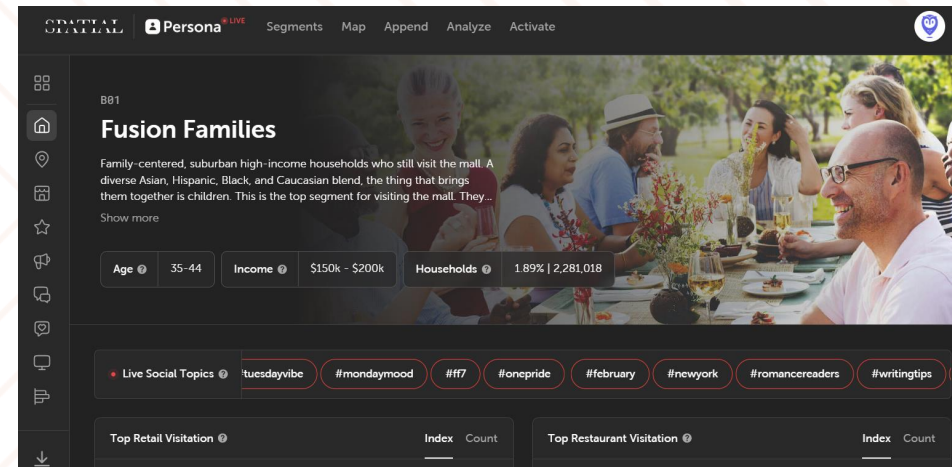 SPATIAL Persona LIVE Segments Map Append Analyze Activate
B01
Fusion Families
Family-centered, suburban high-income households who still visit the mall. A
diverse Asian, Hispanic, Black, and Caucasian blend, the thing that brings
them together is children. This is the top segment for visiting the mall. They...
Show more
Age ? 35-44 Income ? $150k - $200k Households ? 1.89% | 2,281,018
Live Social Topics ? #tuesdayvibe #mondaymood #ff7 #onepride #february #newyork #romancereaders #writingtips
Top Retail Visitation ? Index Count Top Restaurant Visitation ? Index Count